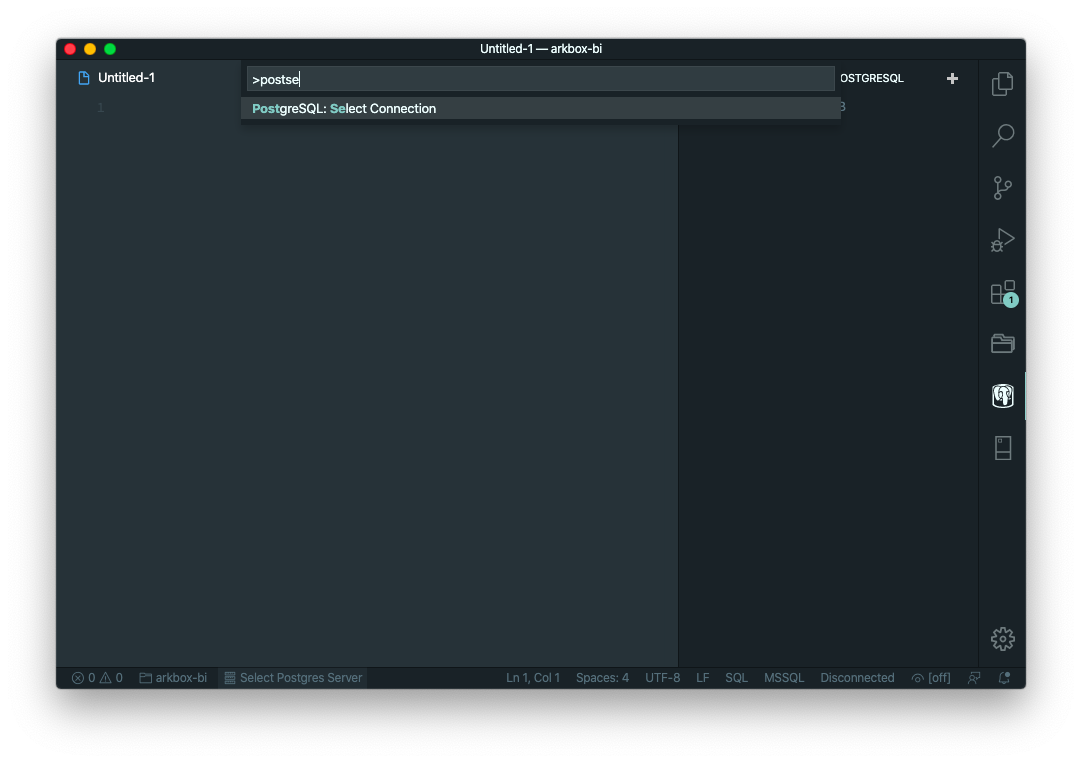 Untitled-1 — arkbox-bi
Untitled-1
>postse
OSTGRESQL
1
PostgreSQL: Select Connection
1
0 0 arkbox-bi Select Postgres Server Ln 1, Col 1 Spaces: 4 UTF-8 LF SQL MSSQL Disconnected [off]